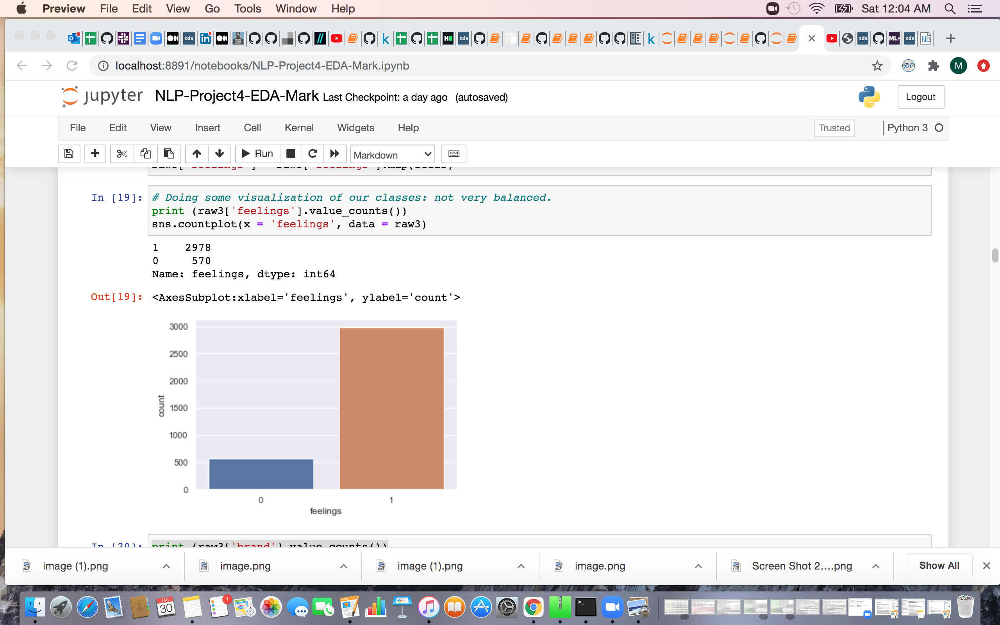 Preview File Edit View Go Tools Window Help Sat 12:04 AM
localhost:8891/notebooks/NLP-Project4-EDA-Mark.ipynb M
jupyter NLP-Project4-EDA-Mark Last Checkpoint: a day ago (autosaved) Logout
File Edit View Insert Cell Kernel Widgets Help Trusted Python 3
Run Markdown
In [19]: # Doing some visualization of our classes: not very balanced.
print (raw3['feelings'].value_counts())
sns.countplot(x = 'feelings', data = raw3)
1 2978
0 570
Name: feelings, dtype: int64
Out[19]: <AxesSubplot:xlabel='feelings', ylabel='count'>
3000
2500
2000
1500
1000
500
0
count
0 1
feelings
In [20]: print (raw3['brand'].value_counts())
image (1).png image.png image (1).png image.png Screen Shot 2....png Show All
JAN
30
1